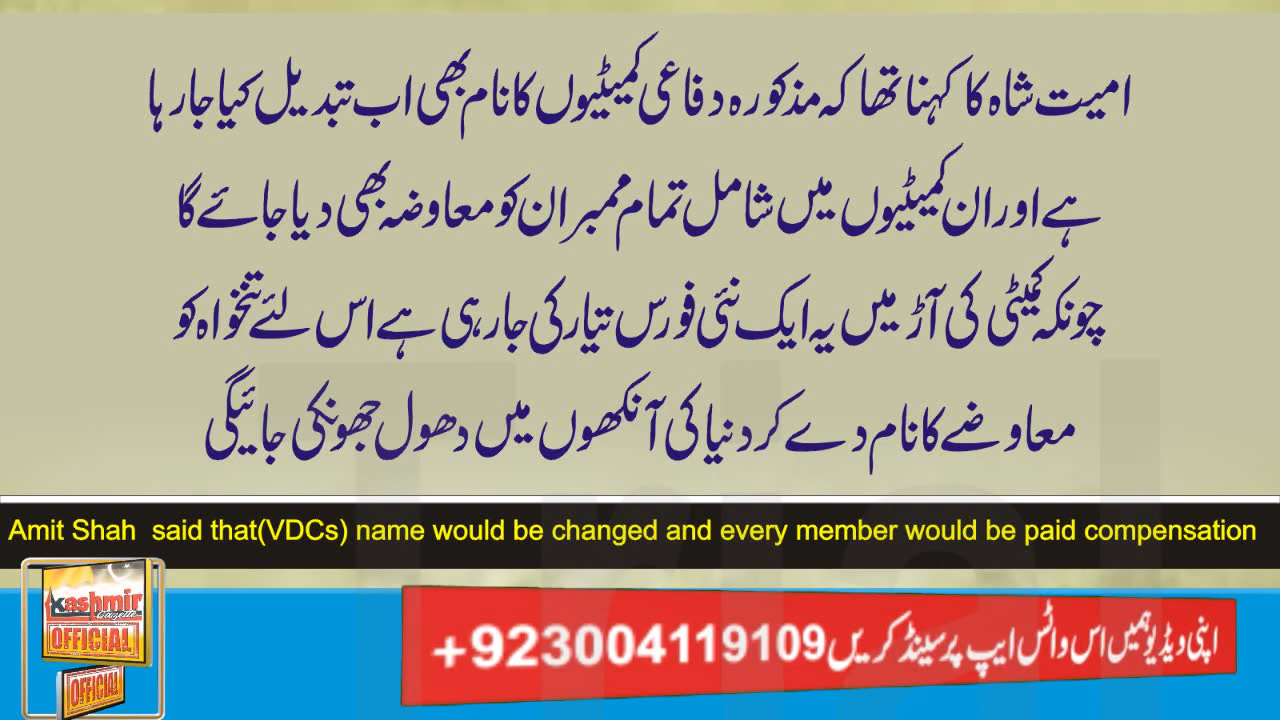 امیت شاہ کا کہنا تھا کہ مذکورہ دفاعی کمیٹیوں کا نام بھی اب تبدیل کیا جا رہا
ہے اور ان کمیٹیوں میں شامل تمام ممبران کو معاوضہ بھی دیا جائے گا
چونکہ کمیٹی کی آڑ میں یہ ایک نئی فورس تیار کی جا رہی ہے اس لئے تنخواہ کو
معاوضے کا نام دے کر دنیا کی آنکھوں میں دھول جھونکی جائیگی
Amit Shah said that(VDCs) name would be changed and every member would be paid compensation
Kashmir
Gazette
OFFICIAL
OFFICIAL
اپنی ویڈیو ہمیں اس واٹس ایپ پر سینڈ کریں 923004119109+
Trial